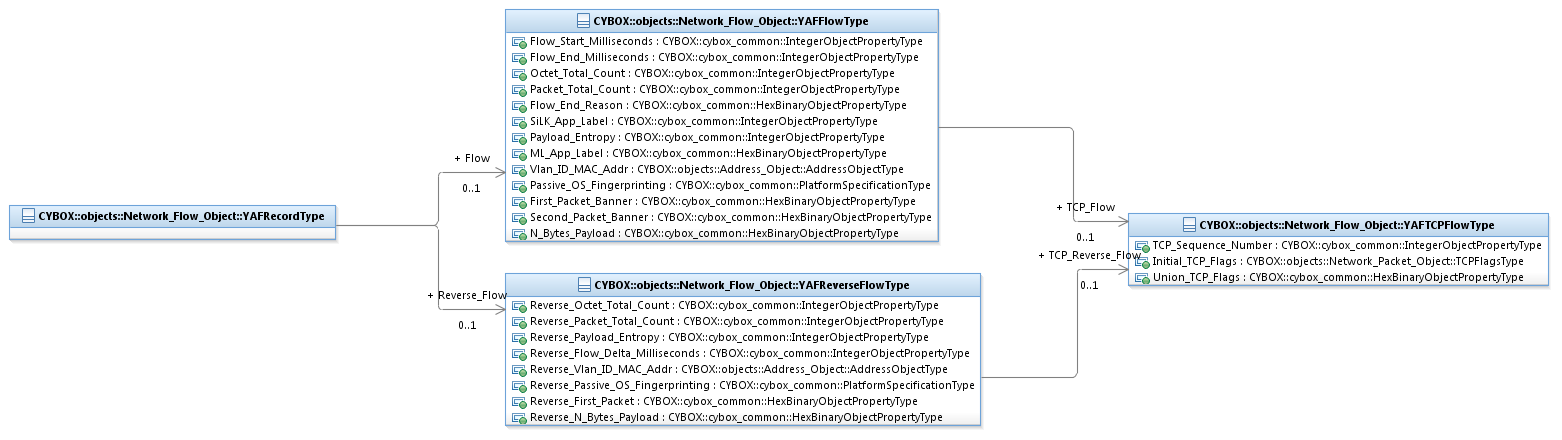 CYBOX::objects::Network_Flow_Object::YAFRecordType
+ Flow
0..1
+ Reverse_Flow
0..1
CYBOX::objects::Network_Flow_Object::YAFFlowType
Flow_Start_Milliseconds : CYBOX::cybox_common::IntegerObjectPropertyType
Flow_End_Milliseconds : CYBOX::cybox_common::IntegerObjectPropertyType
Octet_Total_Count : CYBOX::cybox_common::IntegerObjectPropertyType
Packet_Total_Count : CYBOX::cybox_common::IntegerObjectPropertyType
Flow_End_Reason : CYBOX::cybox_common::HexBinaryObjectPropertyType
SiLK_App_Label : CYBOX::cybox_common::IntegerObjectPropertyType
Payload_Entropy : CYBOX::cybox_common::IntegerObjectPropertyType
ML_App_Label : CYBOX::cybox_common::HexBinaryObjectPropertyType
Vlan_ID_MAC_Addr : CYBOX::objects::Address_Object::AddressObjectType
Passive_OS_Fingerprinting : CYBOX::cybox_common::PlatformSpecificationType
First_Packet_Banner : CYBOX::cybox_common::HexBinaryObjectPropertyType
Second_Packet_Banner : CYBOX::cybox_common::HexBinaryObjectPropertyType
N_Bytes_Payload : CYBOX::cybox_common::HexBinaryObjectPropertyType
CYBOX::objects::Network_Flow_Object::YAFReverseFlowType
Reverse_Octet_Total_Count : CYBOX::cybox_common::IntegerObjectPropertyType
Reverse_Packet_Total_Count : CYBOX::cybox_common::IntegerObjectPropertyType
Reverse_Payload_Entropy : CYBOX::cybox_common::IntegerObjectPropertyType
Reverse_Flow_Delta_Milliseconds : CYBOX::cybox_common::IntegerObjectPropertyType
Reverse_Vlan_ID_MAC_Addr : CYBOX::objects::Address_Object::AddressObjectType
Reverse_Passive_OS_Fingerprinting : CYBOX::cybox_common::PlatformSpecificationType
Reverse_First_Packet : CYBOX::cybox_common::HexBinaryObjectPropertyType
Reverse_N_Bytes_Payload : CYBOX::cybox_common::HexBinaryObjectPropertyType
+ TCP_Flow
0..1
+ TCP_Reverse_Flow
0..1
CYBOX::objects::Network_Flow_Object::YAFTCPFlowType
TCP_Sequence_Number : CYBOX::cybox_common::IntegerObjectPropertyType
Initial_TCP_Flags : CYBOX::objects::Network_Packet_Object::TCPFlagsType
Union_TCP_Flags : CYBOX::cybox_common::HexBinaryObjectPropertyType